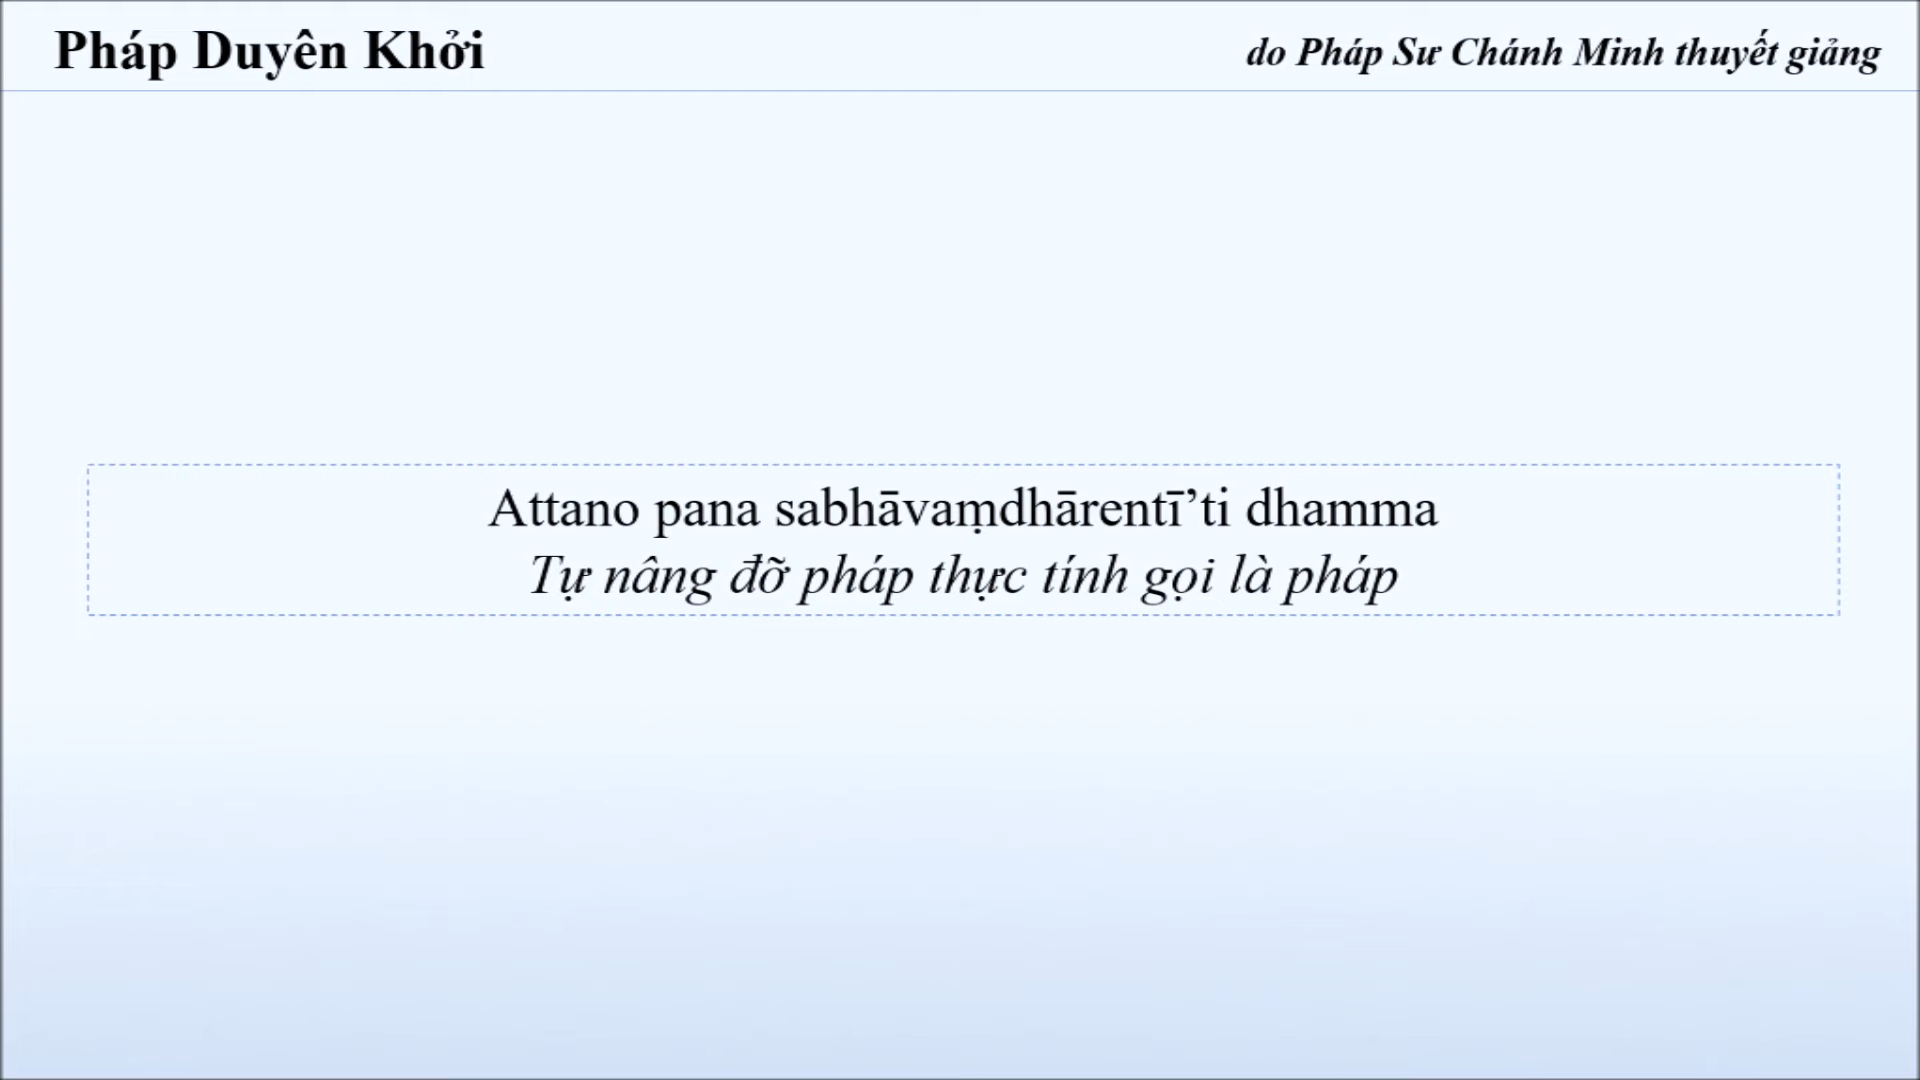 Pháp Duyên Khởi
do Pháp Sư Chánh Minh thuyết giảng
Attano pana sabhāvaṃdhārentī’ti dhamma
Tự nâng đỡ pháp thực tính gọi là pháp